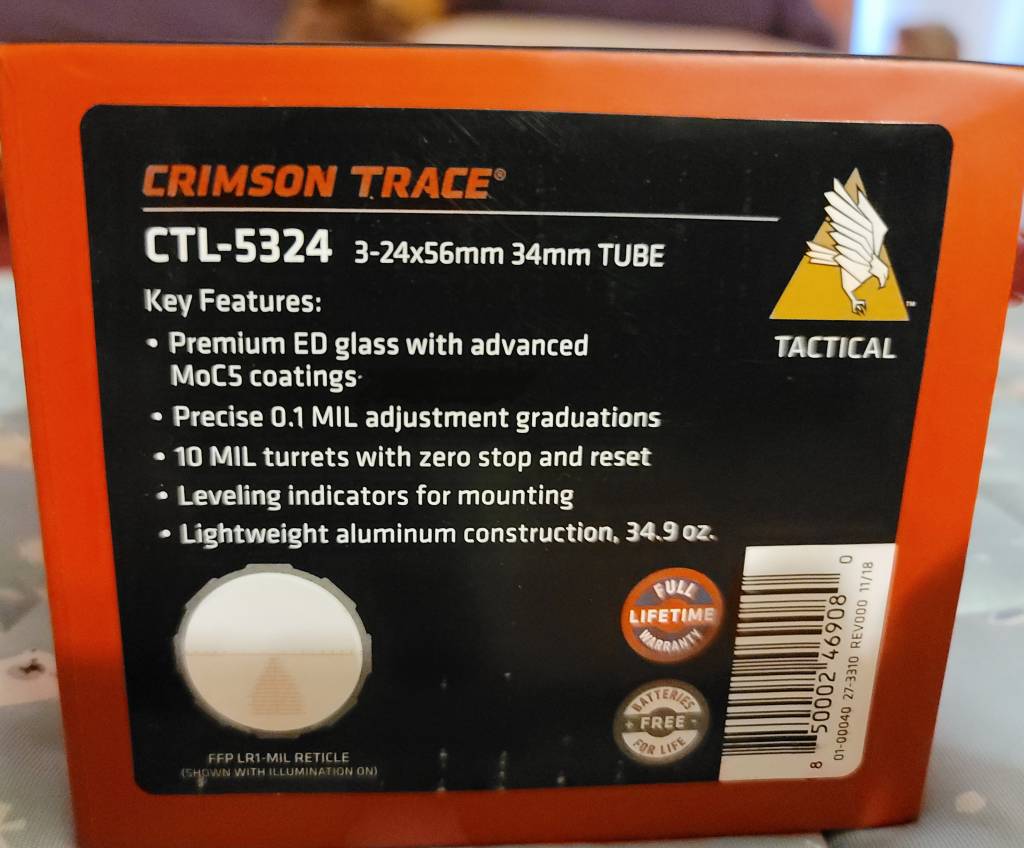 CRIMSON TRACE®
CTL-5324 3-24x56mm 34mm TUBE
Key Features:
• Premium ED glass with advanced
MoC5 coatings
• Precise 0.1 MIL adjustment graduations
• 10 MIL turrets with zero stop and reset
• Leveling indicators for mounting
• Lightweight aluminum construction, 34.9 oz.
™
TACTICAL
FFP LR1-MIL RETICLE
(SHOWN WITH ILLUMINATION ON)
FULL
LIFETIME
WARRANTY
BATTERIES
FREE
FOR LIFE
8 50002 46908 0
01-00040 27-3310 REV000 11/18